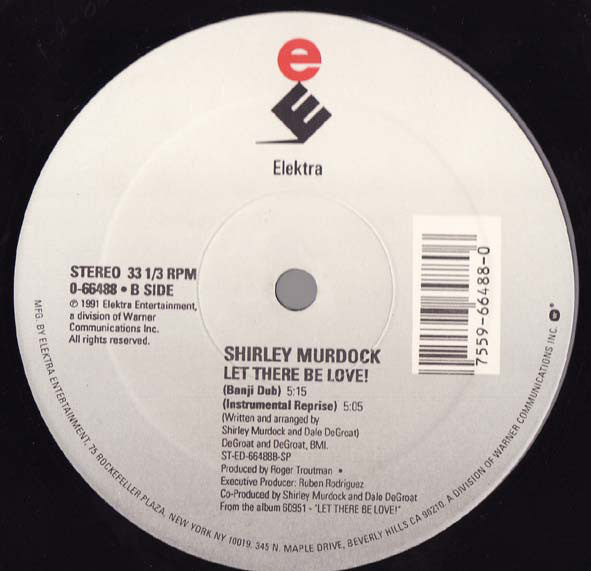 e
E
Elektra
STEREO 33 1/3 RPM
0-66488 • B SIDE
℗ 1991 Elektra Entertainment,
a division of Warner
Communications Inc.
All rights reserved.
7559-66488-0
SHIRLEY MURDOCK
LET THERE BE LOVE!
(Banji Dub) 5:15
(Instrumental Reprise) 5:05
(Written and arranged by
Shirley Murdock and Dale DeGroat)
DeGroat and DeGroat, BMI.
ST-ED-66488B-SP
Produced by Roger Troutman •
Executive Producer: Ruben Rodriguez
Co-Produced by Shirley Murdock and Dale DeGroat
From the album 60951 - "LET THERE BE LOVE!"
MFG. BY ELEKTRA ENTERTAINMENT, 75 ROCKEFELLER PLAZA, NEW YORK NY 10019. 345 N. MAPLE DRIVE, BEVERLY HILLS CA 90210. A DIVISION OF WARNER COMMUNICATIONS INC.